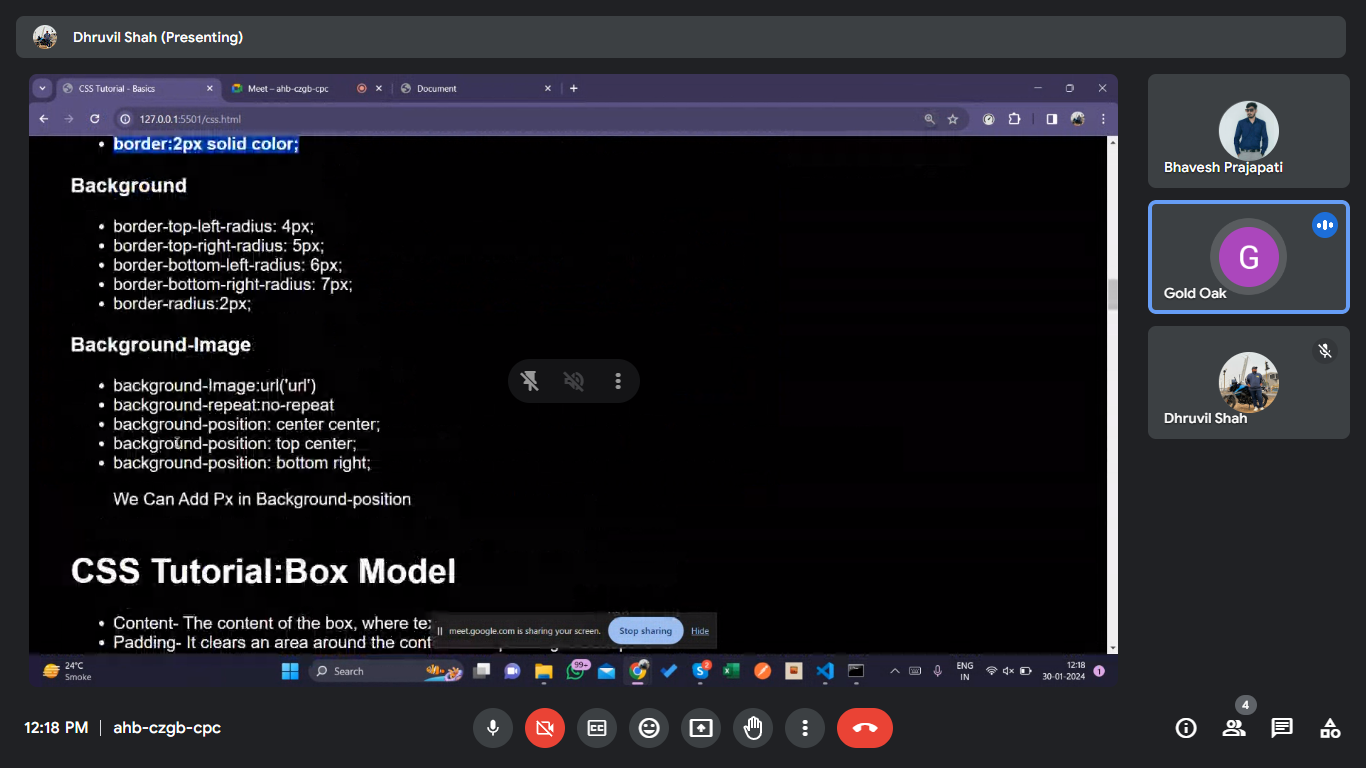 Dhruvil Shah (Presenting)
CSS Tutorial - Basics
Meet – ahb-czgb-cpc
Document
127.0.0.1:5501/css.html
border:2px solid color;
Background
border-top-left-radius: 4px;
border-top-right-radius: 5px;
border-bottom-left-radius: 6px;
border-bottom-right-radius: 7px;
border-radius:2px;
Background-Image
background-Image:url('url')
background-repeat:no-repeat
background-position: center center;
background-position: top center;
background-position: bottom right;
We Can Add Px in Background-position
CSS Tutorial:Box Model
Content- The content of the box, where
Padding- It clears an area around the
meet.google.com is sharing your screen.
Stop sharing
Hide
24°C
Smoke
Search
99+
2
ENG
IN
12:18
30-01-2024
1
Bhavesh Prajapati
G
Gold Oak
Dhruvil Shah
12:18 PM | ahb-czgb-cpc
4